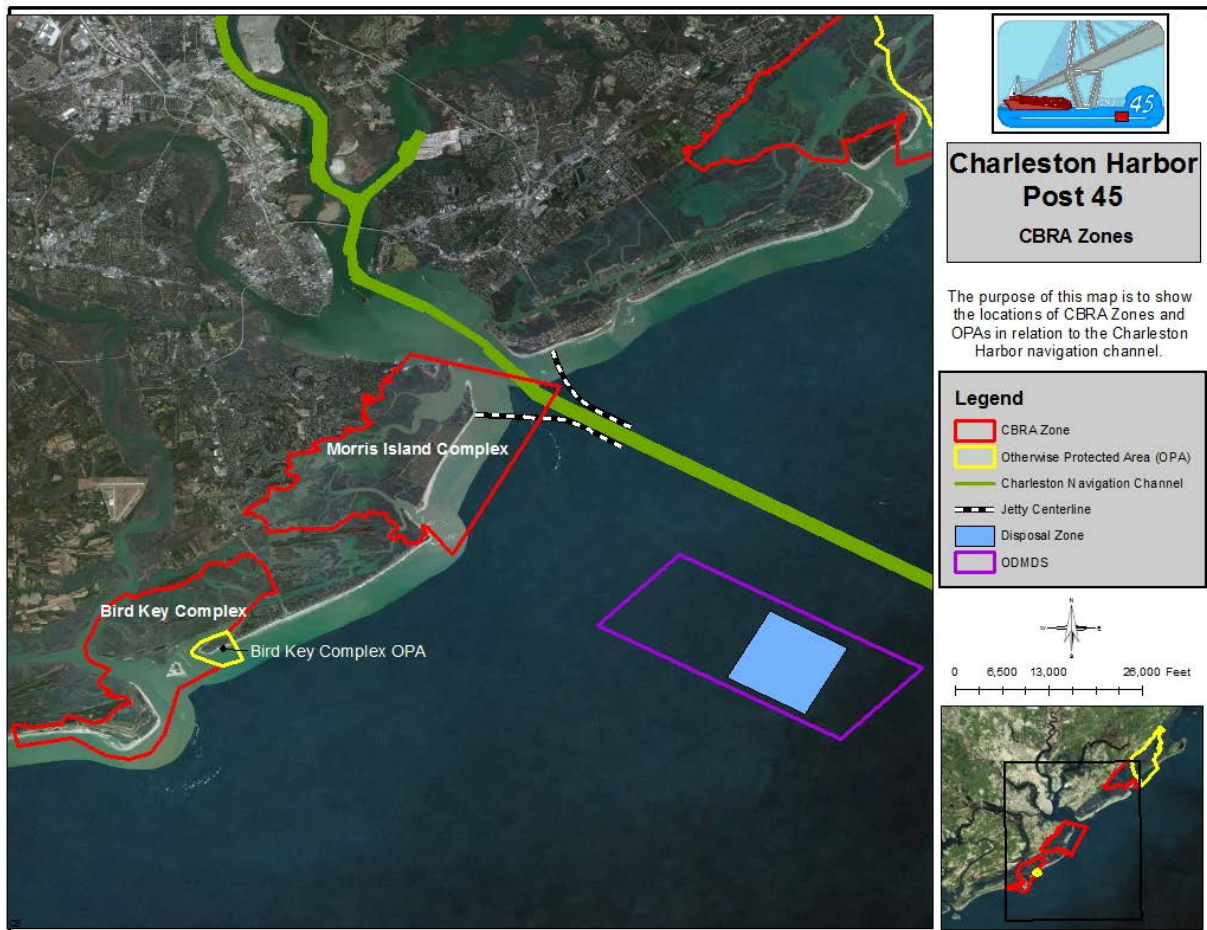 45
Charleston Harbor
Post 45
CBRA Zones
The purpose of this map is to show
the locations of CBRA Zones and
OPAs in relation to the Charleston
Harbor navigation channel.
Legend
CBRA Zone
Otherwise Protected Area (OPA)
Charleston Navigation Channel
Jetty Centerline
Disposal Zone
ODMDS
N
W
E
S
0 6,500 13,000 26,000 Feet
Morris Island Complex
Bird Key Complex
Bird Key Complex OPA